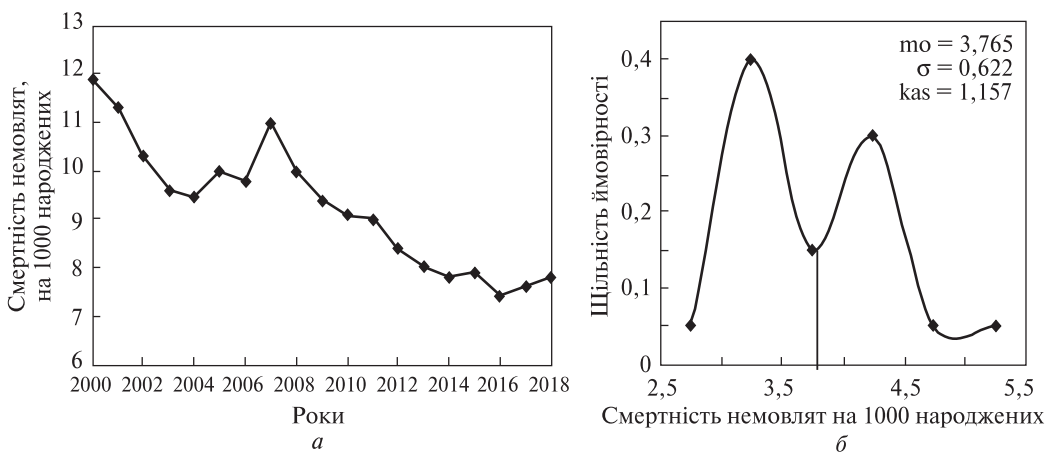 Смертність немовлят,
на 1000 народжених
13
12
11
10
9
8
7
6
2000 2002 2004 2006 2008 2010 2012 2014 2016 2018
Роки
а
Щільність ймовірності
0,4
0,3
0,2
0,1
0
mo = 3,765
σ = 0,622
kas = 1,157
2,5 3,5 4,5 5,5
Смертність немовлят на 1000 народжених
б